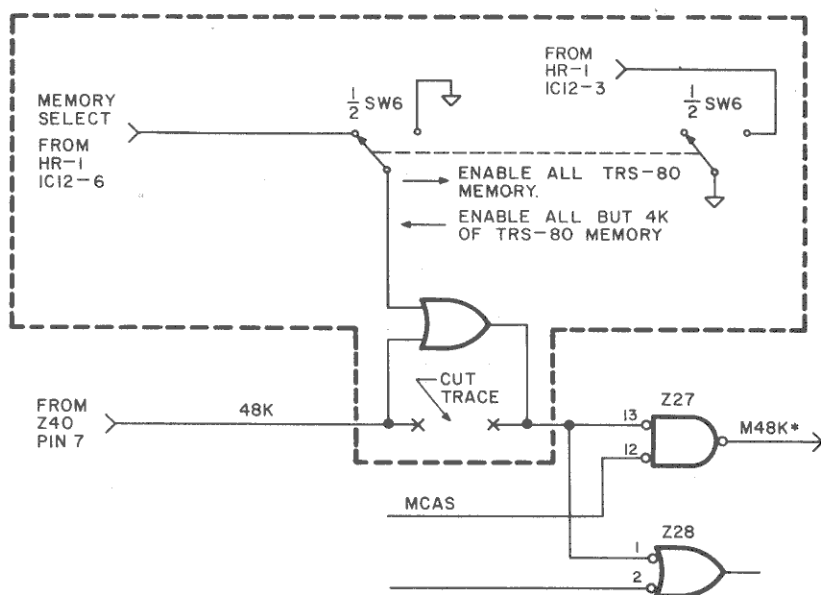 FROM
HR-1
IC12-3
MEMORY
SELECT
FROM
HR-1
IC12-6
1/2 SW6
1/2 SW6
ENABLE ALL TRS-80
MEMORY.
ENABLE ALL BUT 4K
OF TRS-80 MEMORY
CUT
TRACE
FROM
Z40
PIN 7
48K
Z27
13
12
M48K*
MCAS
Z28
1
2